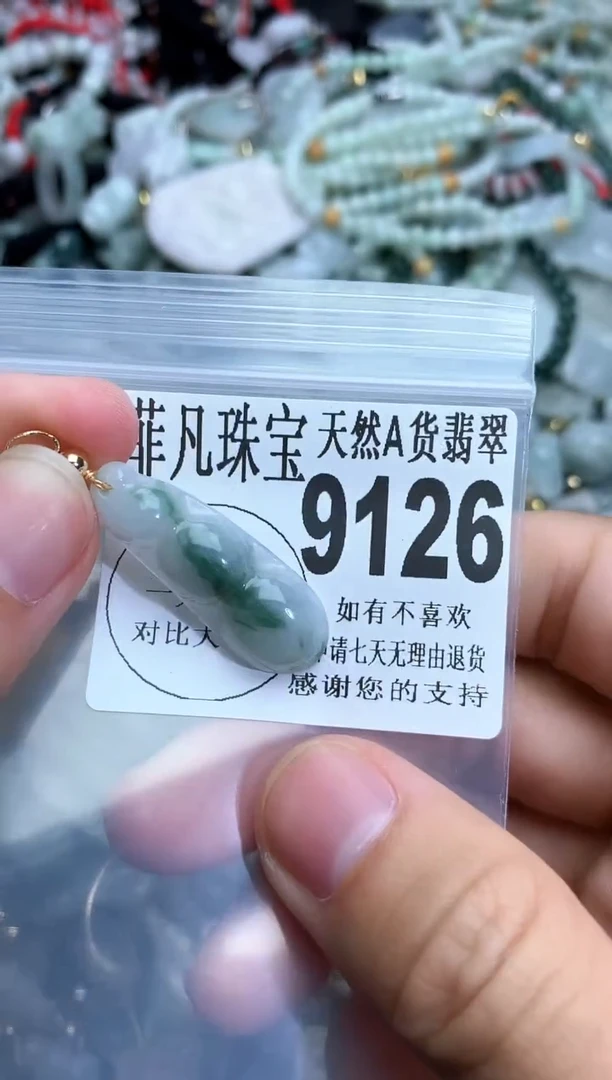 菲凡珠宝 天然A货翡翠
9126
对比大
如有不喜欢
申请七天无理由退货
感谢您的支持